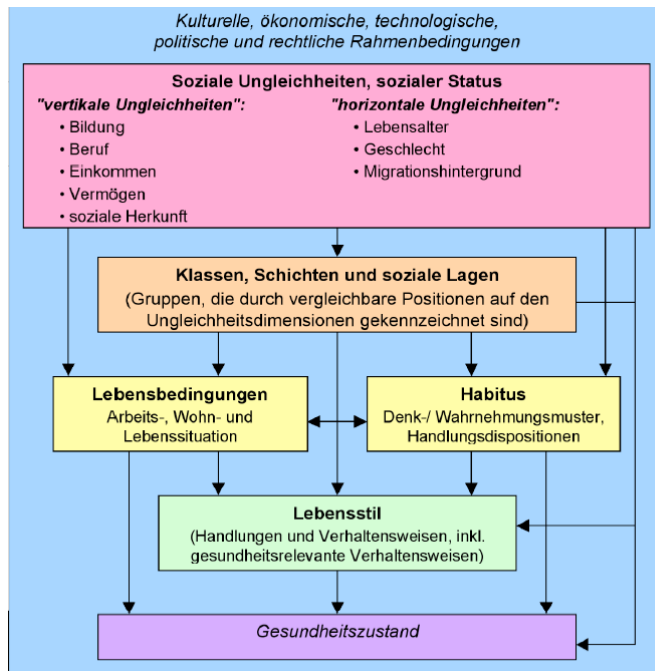 Kulturelle, ökonomische, technologische,
politische und rechtliche Rahmenbedingungen
Soziale Ungleichheiten, sozialer Status
"vertikale Ungleichheiten":
• Bildung
• Beruf
• Einkommen
• Vermögen
• soziale Herkunft
"horizontale Ungleichheiten":
• Lebensalter
• Geschlecht
• Migrationshintergrund
Klassen, Schichten und soziale Lagen
(Gruppen, die durch vergleichbare Positionen auf den
Ungleichheitsdimensionen gekennzeichnet sind)
Lebensbedingungen
Arbeits-, Wohn- und
Lebenssituation
Habitus
Denk-/ Wahrnehmungsmuster,
Handlungsdispositionen
Lebensstil
(Handlungen und Verhaltensweisen, inkl.
gesundheitsrelevante Verhaltensweisen)
Gesundheitszustand